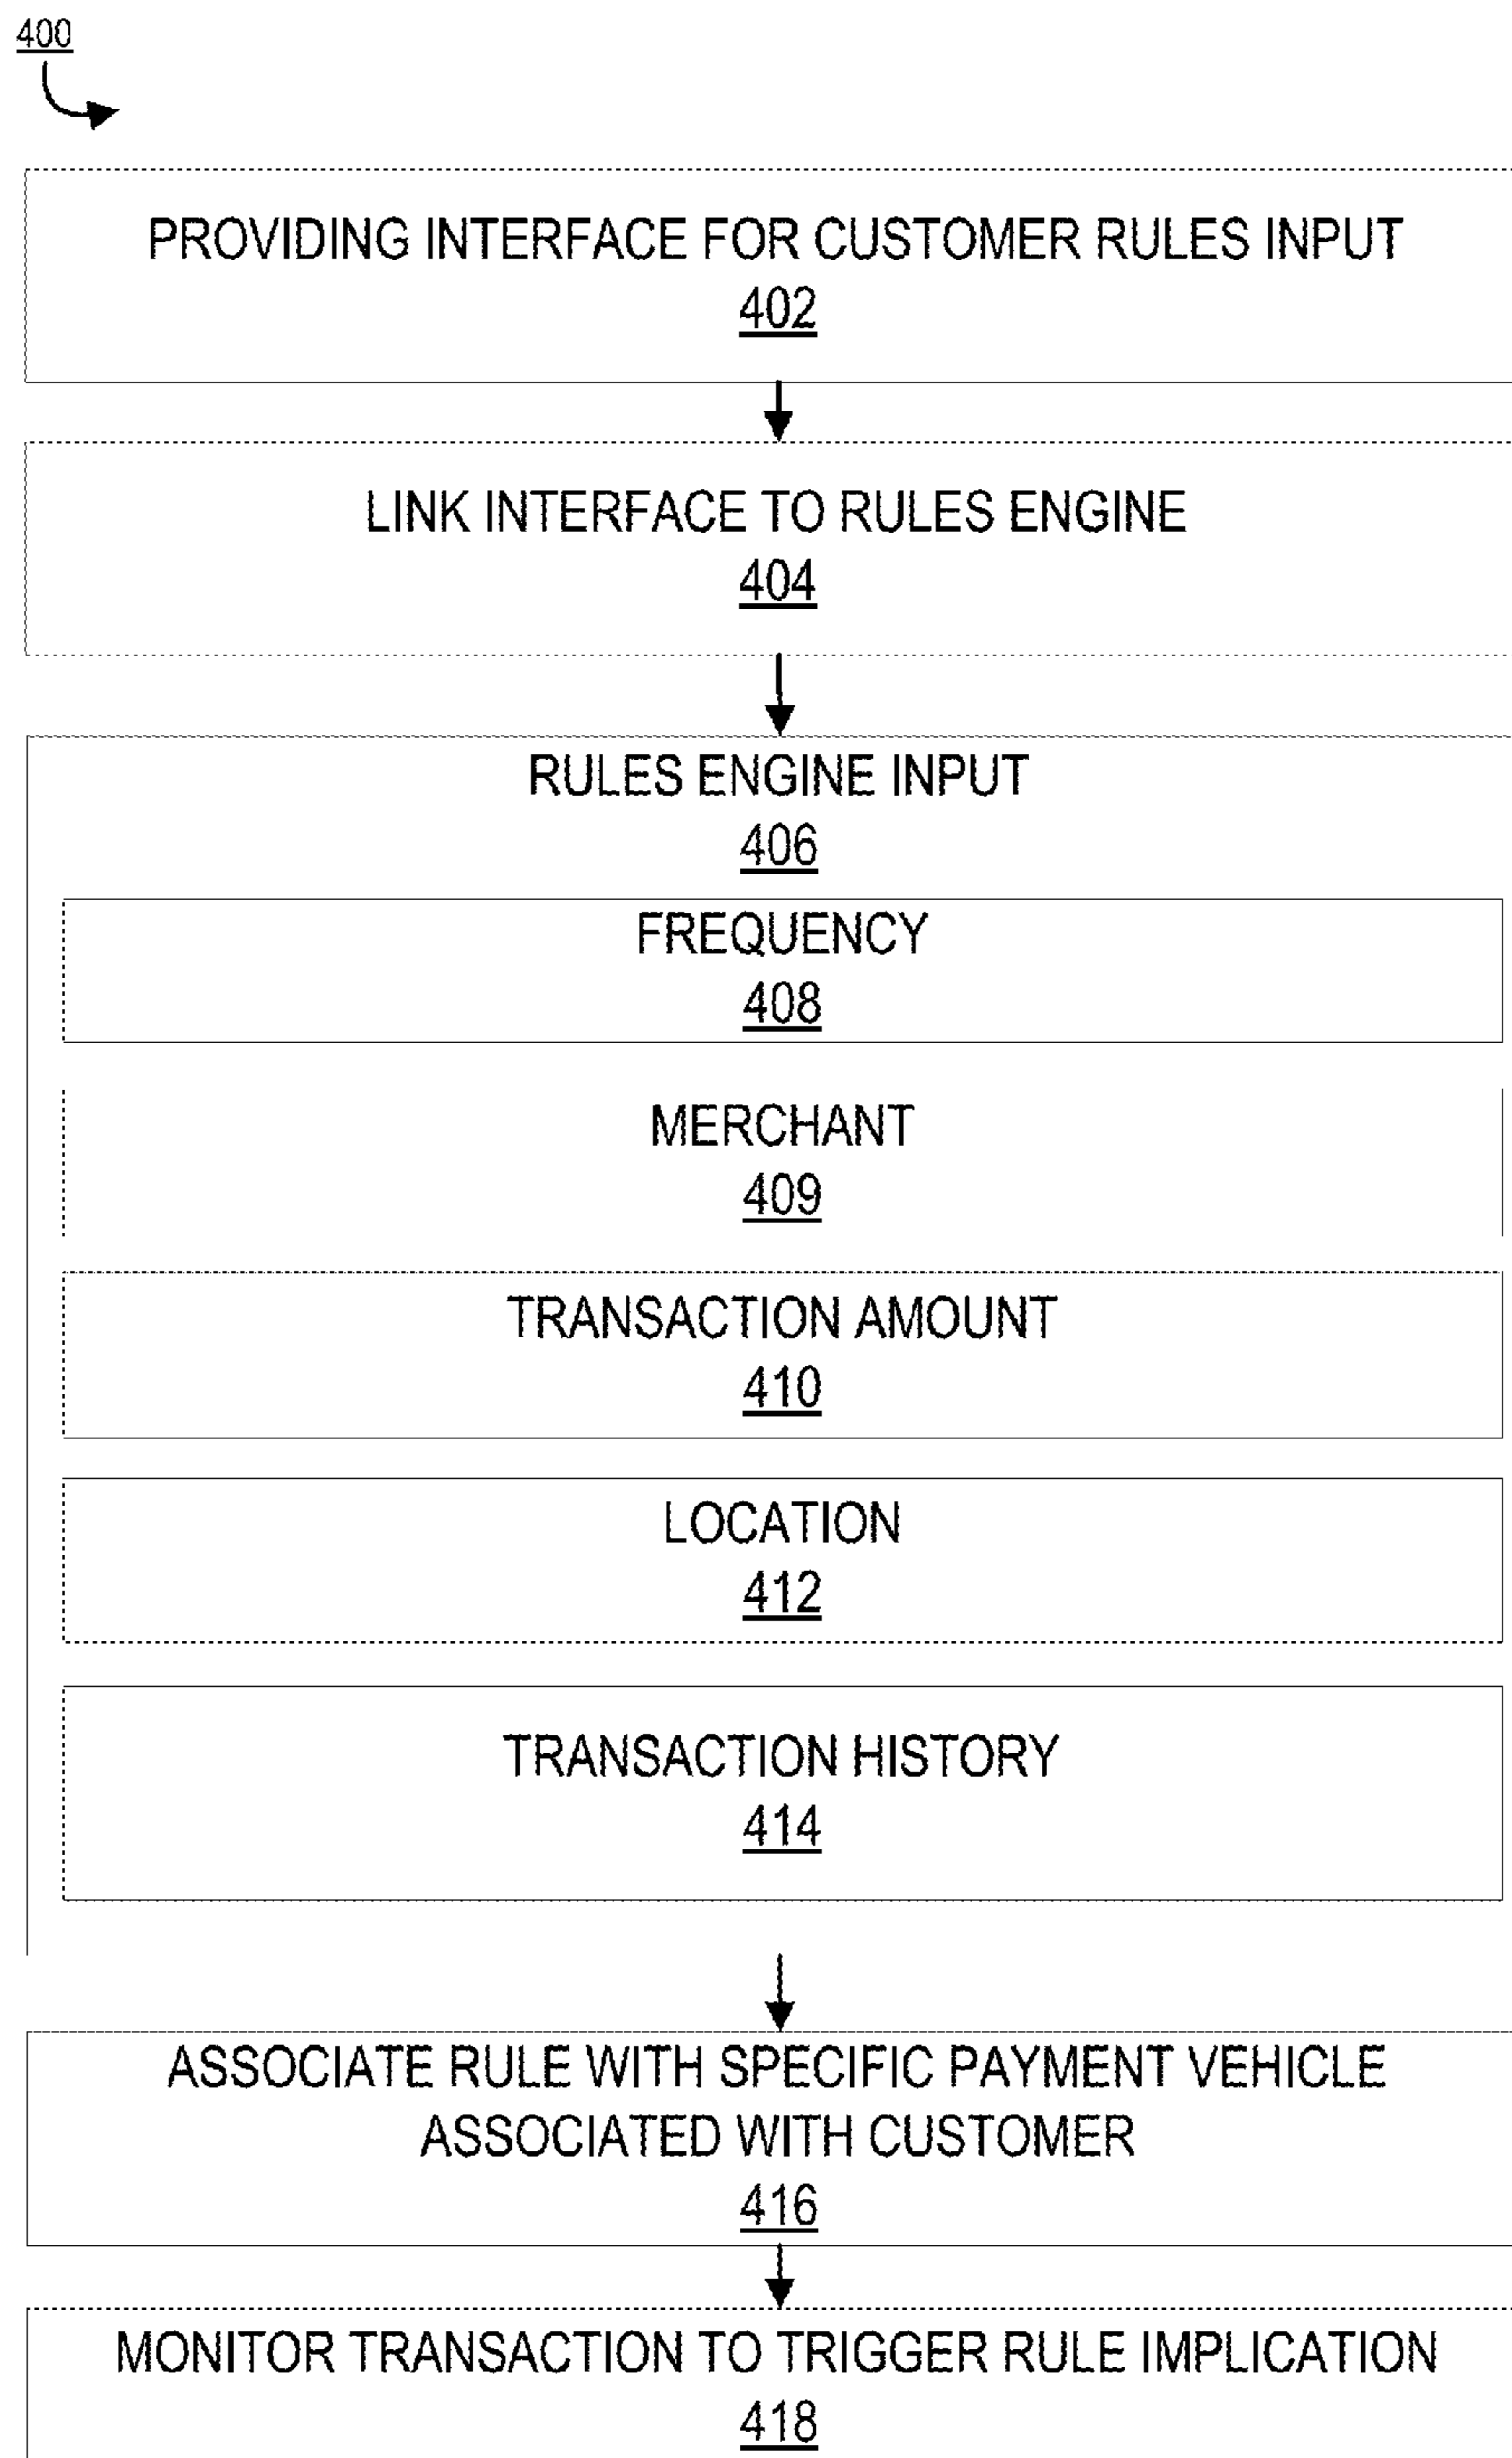 400
PROVIDING INTERFACE FOR CUSTOMER RULES INPUT
402
LINK INTERFACE TO RULES ENGINE
404
RULES ENGINE INPUT
406
FREQUENCY
408
MERCHANT
409
TRANSACTION AMOUNT
410
LOCATION
412
TRANSACTION HISTORY
414
ASSOCIATE RULE WITH SPECIFIC PAYMENT VEHICLE
ASSOCIATED WITH CUSTOMER
416
MONITOR TRANSACTION TO TRIGGER RULE IMPLICATION
418